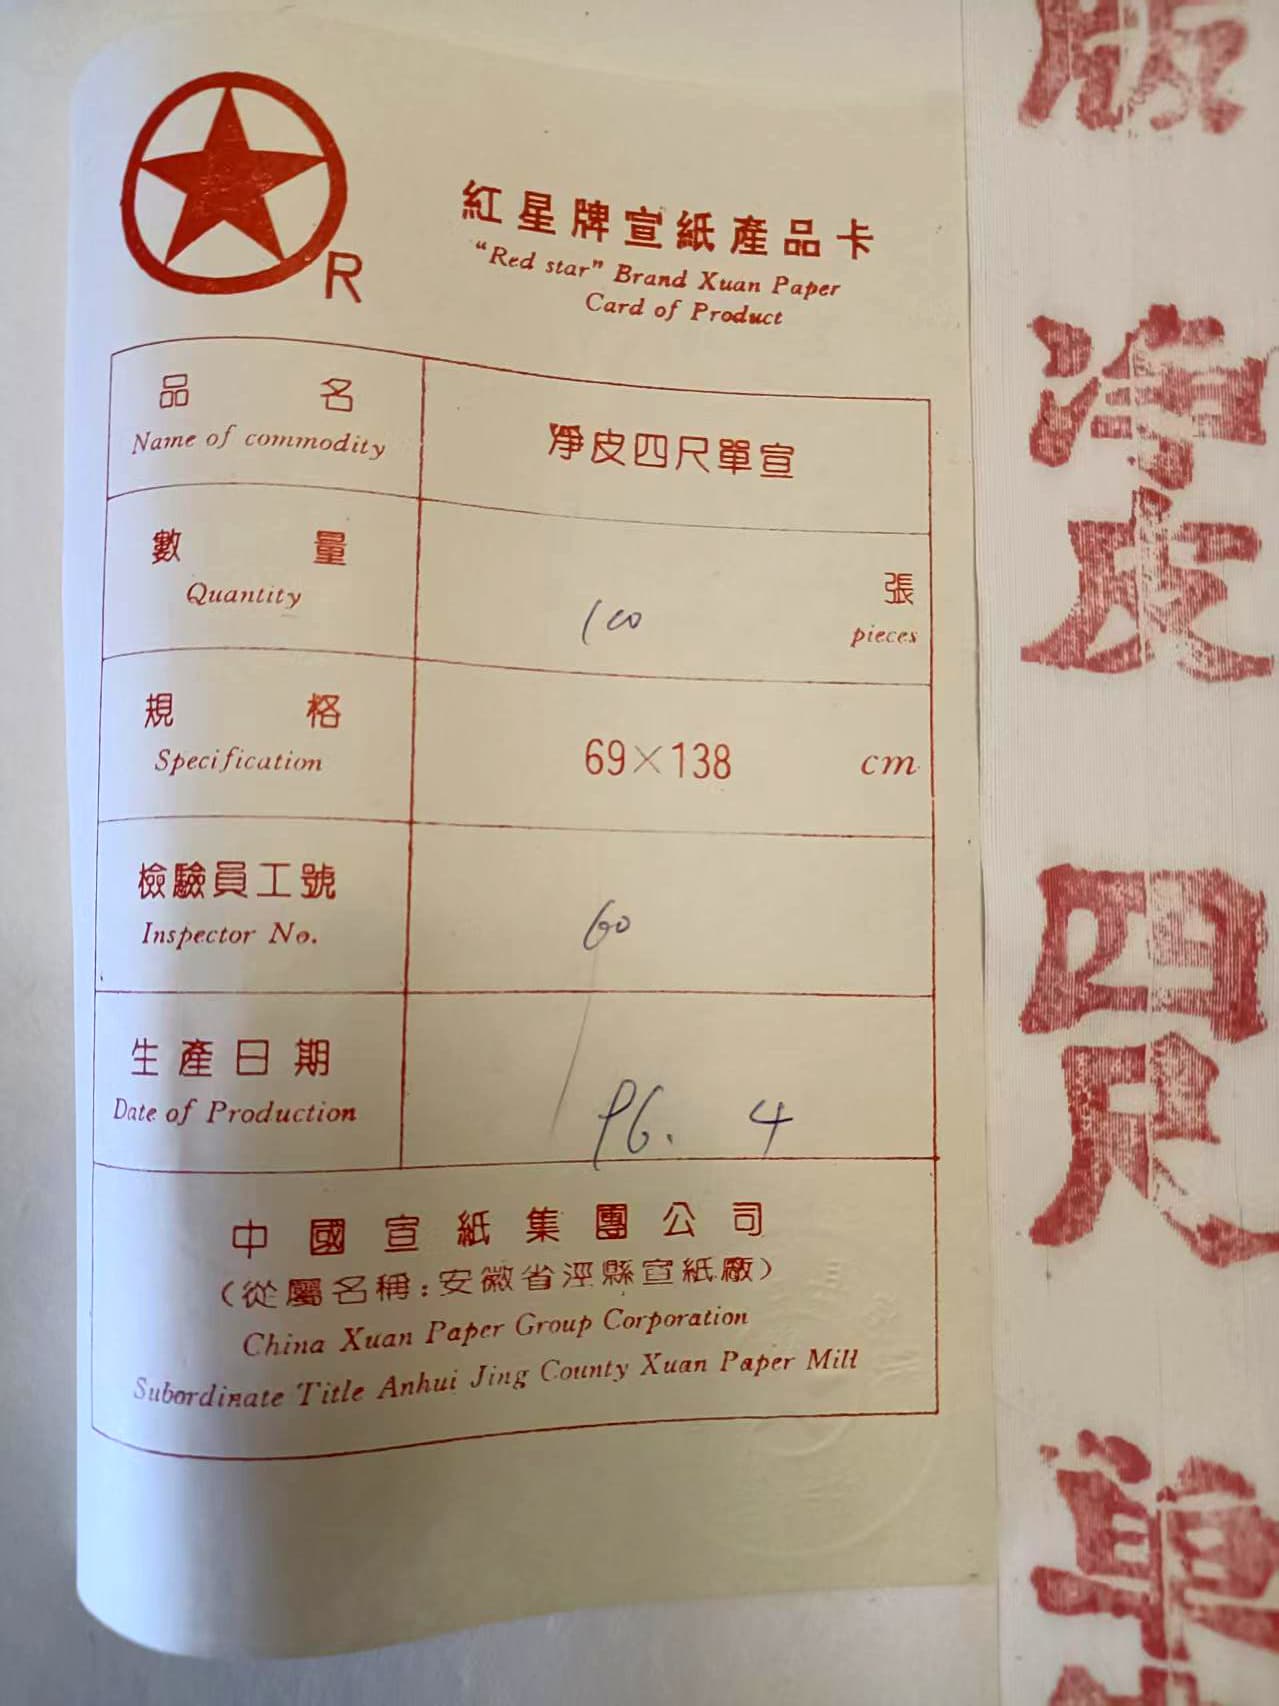 R
紅星牌宣紙產品卡
“Red star” Brand Xuan Paper
Card of Product
品名
Name of commodity
淨皮四尺單宣
數量
Quantity
100
張
pieces
規格
Specification
69×138
cm
檢驗員工號
Inspector No.
60
生產日期
Date of Production
96. 4
中國宣紙集團公司
(從屬名稱:安徽省涇縣宣紙廠)
China Xuan Paper Group Corporation
Subordinate Title Anhui Jing County Xuan Paper Mill
淨皮
四尺
單